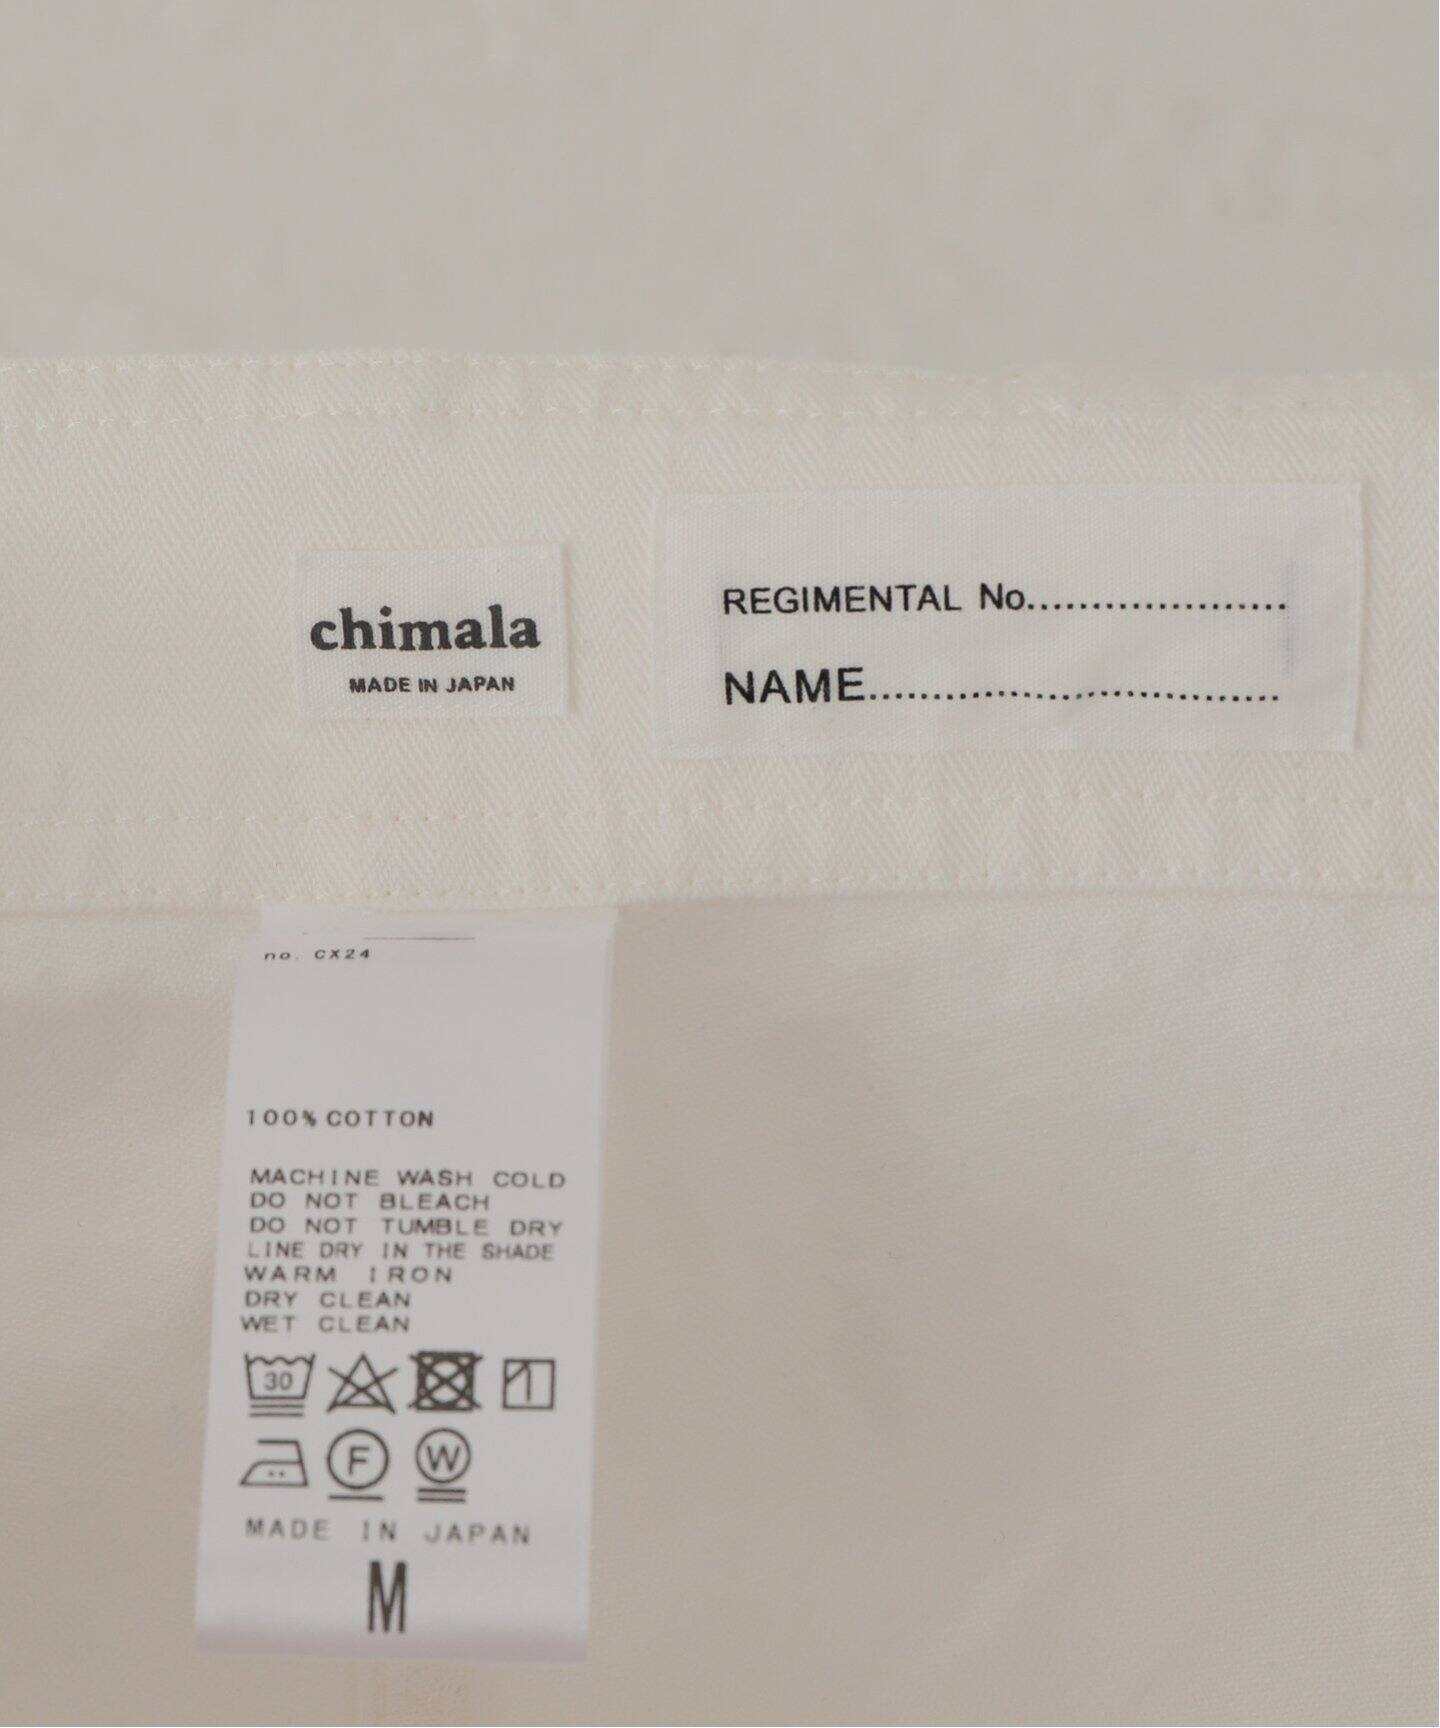 chimala
MADE IN JAPAN
REGIMENTAL No.....................
NAME.................................
no. CX24
100% COTTON
MACHINE WASH COLD
DO NOT BLEACH
DO NOT TUMBLE DRY
LINE DRY IN THE SHADE
WARM IRON
DRY CLEAN
WET CLEAN
30
F W
MADE IN JAPAN
M